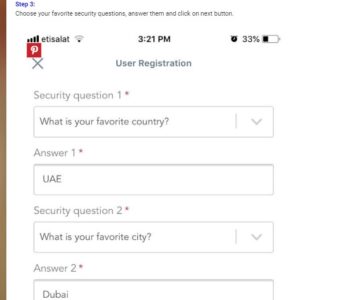 Step 3:
Choose your favorite security questions, answer them and click on next button.
etisalat 3:21 PM 33%
User Registration
Security question 1 *
What is your favorite country?
Answer 1 *
UAE
Security question 2 *
What is your favorite city?
Answer 2 *
Dubai